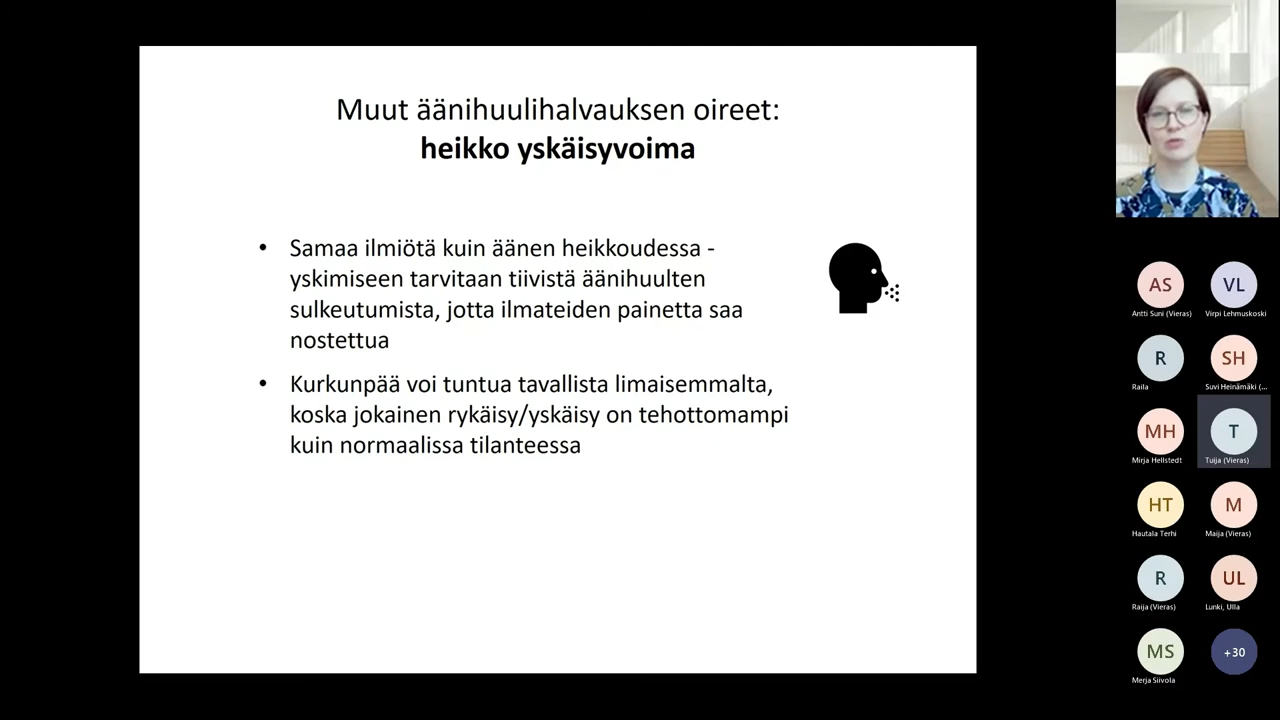 Muut äänihuulihalvauksen oireet:
heikko yskäisyvoima
• Samaa ilmiötä kuin äänen heikkoudessa -
yskimiseen tarvitaan tiivistä äänihuulten
sulkeutumista, jotta ilmateiden painetta saa
nostettua
• Kurkunpää voi tuntua tavallista limaisemmalta,
koska jokainen rykäisy/yskäisy on tehottomampi
kuin normaalissa tilanteessa
AS
Antti Suni (Vieras)
VL
Virpi Lehmuskoski
R
Raila
SH
Suvi Heinämäki (...
MH
Mirja Hellstedt
T
Tuija (Vieras)
HT
Hautala Terhi
M
Maija (Vieras)
R
Raija (Vieras)
UL
Lunki, Ulla
MS
Merja Siivola
+30